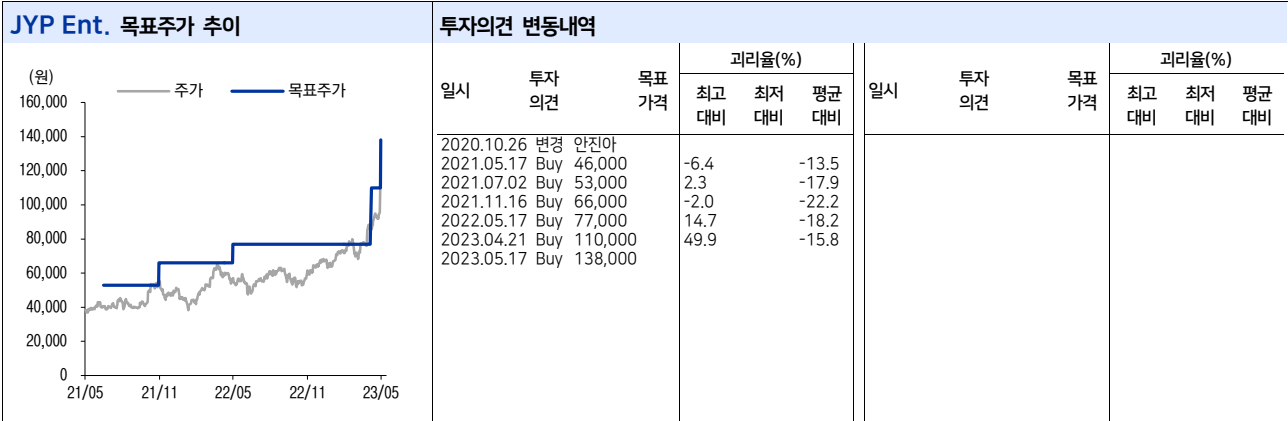 JYP Ent. 목표주가 추이
(원)
주가 목표주가
160,000
140,000
120,000
100,000
80,000
60,000
40,000
20,000
0
21/05 21/11 22/05 22/11 23/05
투자의견 변동내역
일시 투자의견 목표가격 괴리율(%) 최고대비 최저대비 평균대비
2020.10.26 변경 안진아
2021.05.17 Buy 46,000 -6.4 -13.5
2021.07.02 Buy 53,000 2.3 -17.9
2021.11.16 Buy 66,000 -2.0 -22.2
2022.05.17 Buy 77,000 14.7 -18.2
2023.04.21 Buy 110,000 49.9 -15.8
2023.05.17 Buy 138,000
일시 투자의견 목표가격 괴리율(%) 최고대비 최저대비 평균대비